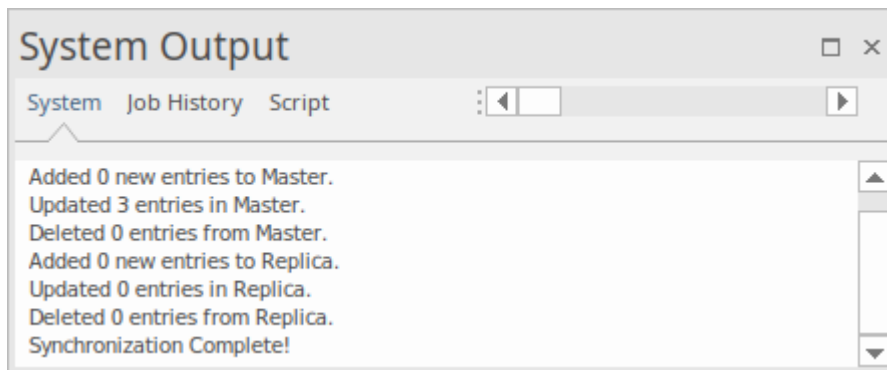 System Output
System Job History Script
Added 0 new entries to Master.
Updated 3 entries in Master.
Deleted 0 entries from Master.
Added 0 new entries to Replica.
Updated 0 entries in Replica.
Deleted 0 entries from Replica.
Synchronization Complete!